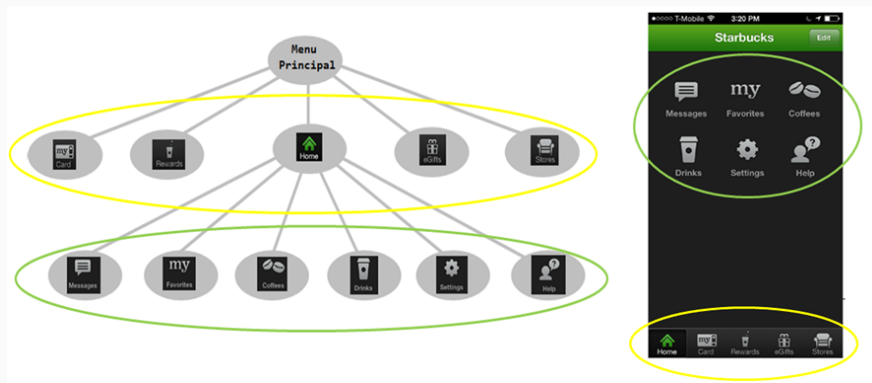 Menu
Principal
my
Card
Rewards
Home
eGifts
Stores
Messages
my
Favorites
Coffees
Drinks
Settings
Help
T-Mobile 3:20 PM
Starbucks Edit
my
Messages Favorites Coffees
Drinks Settings Help
my
Home Card Rewards eGifts Stores